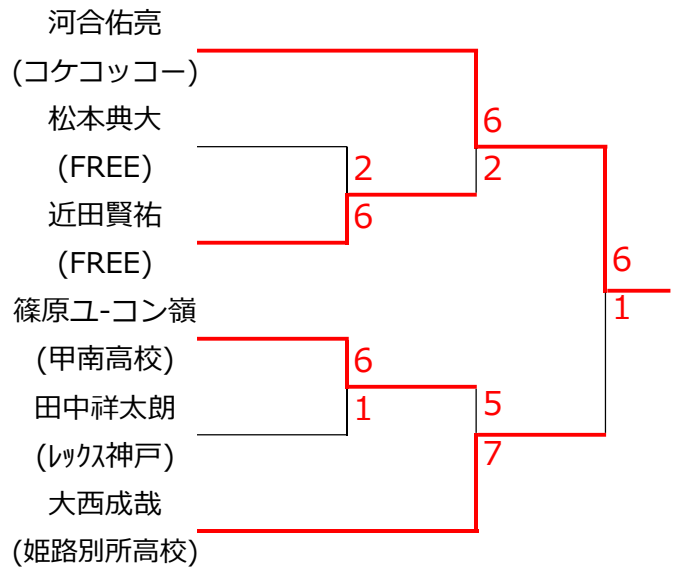 河合佑亮
(コケコッコー)
松本典大
6
(FREE)
2
2
近田賢祐
6
(FREE)
6
篠原ユ-コン嶺
1
(甲南高校)
6
田中祥太朗
1
5
(レックス神戸)
7
大西成哉
(姫路別所高校)